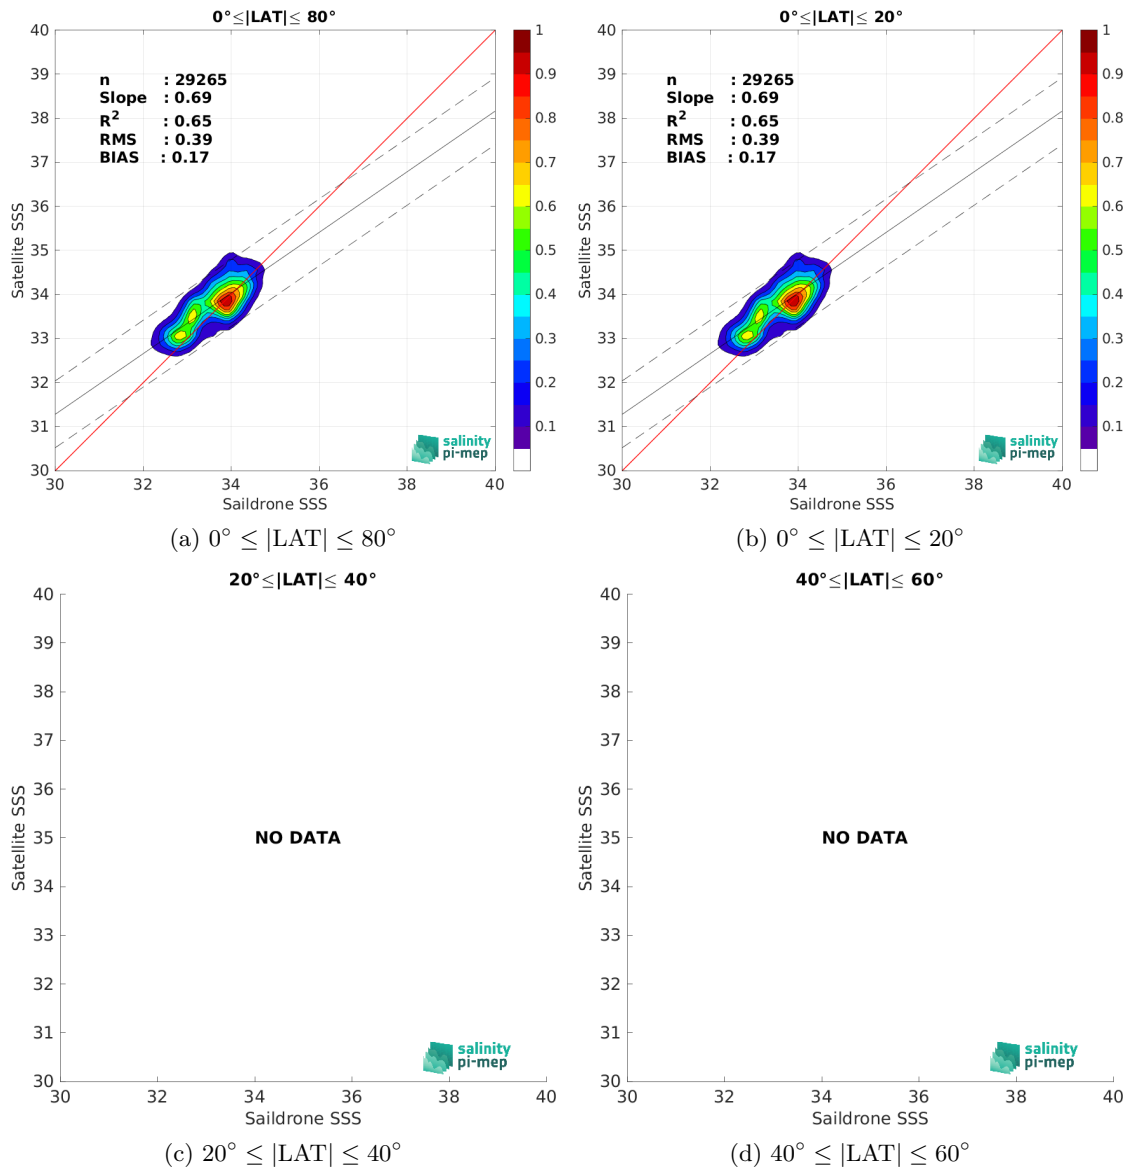 0°≤|LAT|≤ 80°
40
39
38
37
36
35
34
33
32
31
30
Satellite SSS
n : 29265
Slope : 0.69
R2 : 0.65
RMS : 0.39
BIAS : 0.17
salinity
pi-mep
30 32 34 36 38 40
Saildrone SSS
1
0.9
0.8
0.7
0.6
0.5
0.4
0.3
0.2
0.1
(a) 0° ≤ |LAT| ≤ 80°
0°≤|LAT|≤ 20°
40
39
38
37
36
35
34
33
32
31
30
Satellite SSS
n : 29265
Slope : 0.69
R2 : 0.65
RMS : 0.39
BIAS : 0.17
salinity
pi-mep
30 32 34 36 38 40
Saildrone SSS
1
0.9
0.8
0.7
0.6
0.5
0.4
0.3
0.2
0.1
(b) 0° ≤ |LAT| ≤ 20°
20°≤|LAT|≤ 40°
40
39
38
37
36
35
34
33
32
31
30
Satellite SSS
NO DATA
salinity
pi-mep
30 32 34 36 38 40
Saildrone SSS
(c) 20° ≤ |LAT| ≤ 40°
40°≤|LAT|≤ 60°
40
39
38
37
36
35
34
33
32
31
30
Satellite SSS
NO DATA
salinity
pi-mep
30 32 34 36 38 40
Saildrone SSS
(d) 40° ≤ |LAT| ≤ 60°